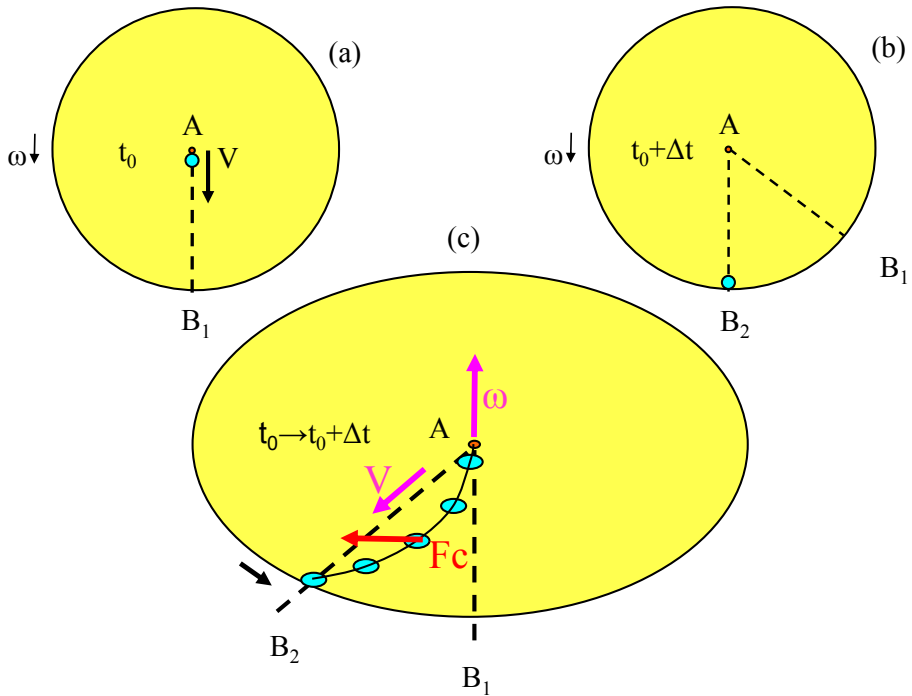 (a)
A
ω
t₀
V
B₁
(b)
A
ω
t₀+Δt
B₁
B₂
(c)
ω
t₀→t₀+Δt
A
V
Fc
B₂
B₁